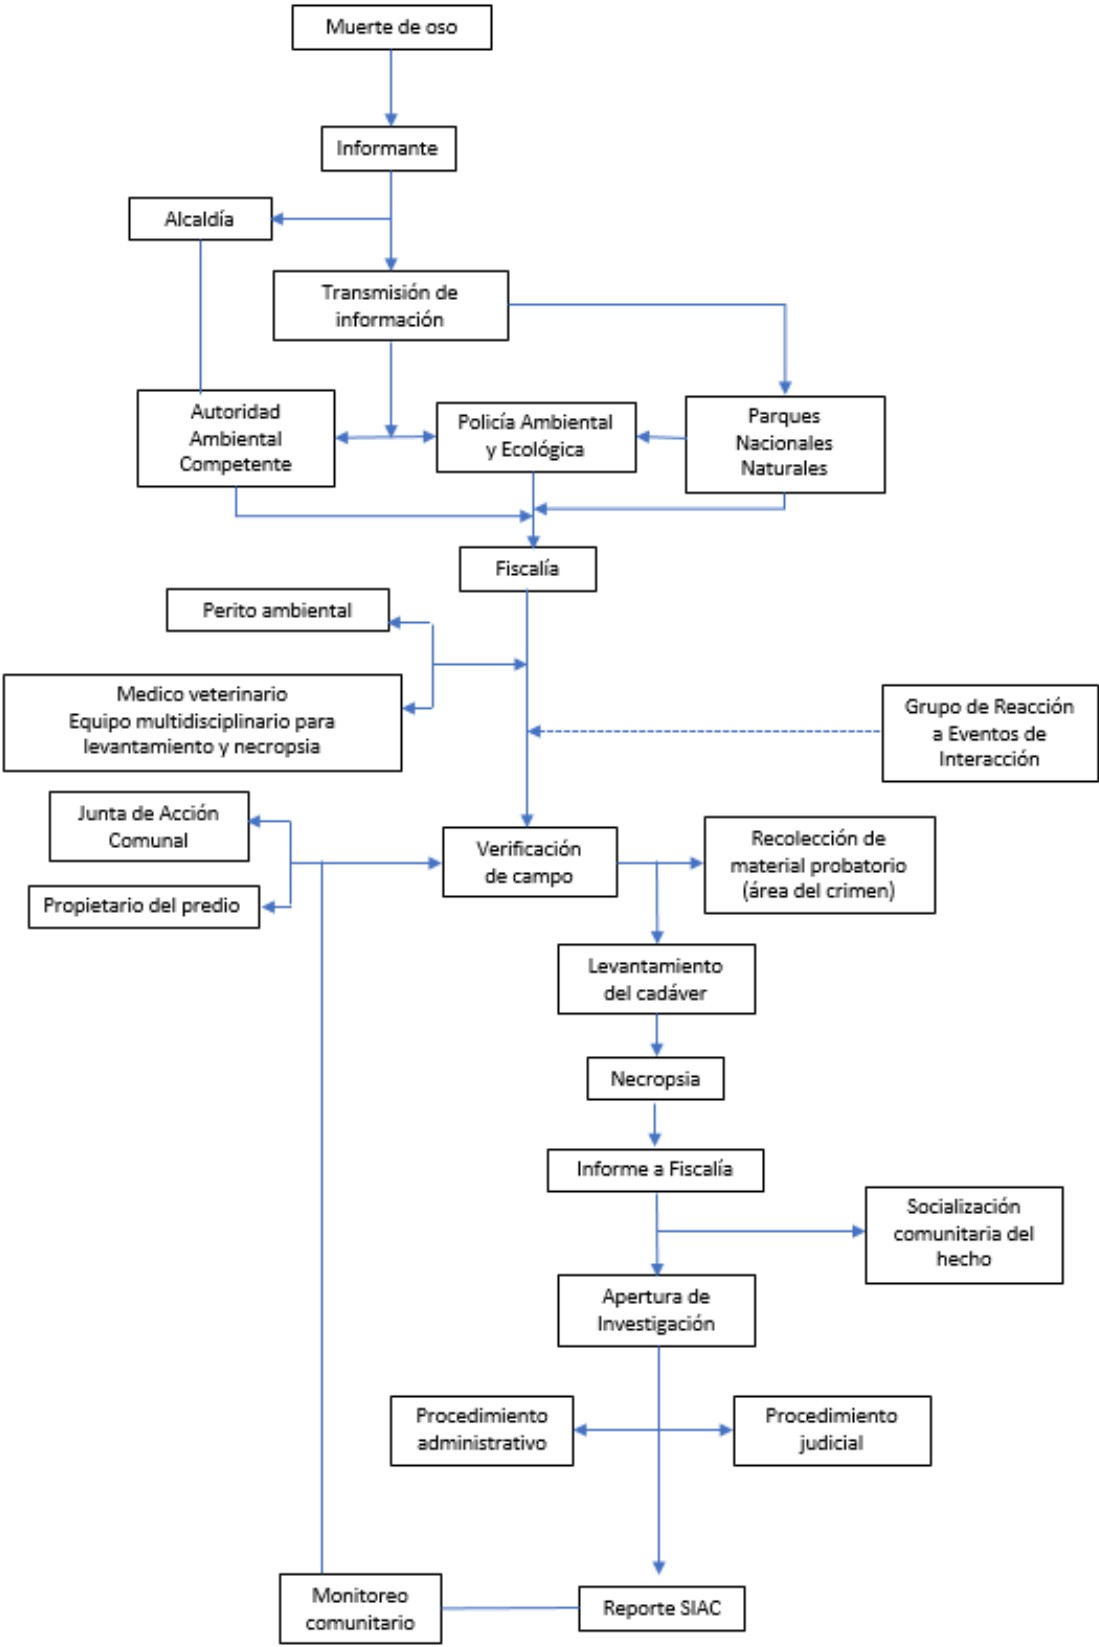 Muerte de oso
Informante
Alcaldía
Transmisión de
información
Autoridad
Ambiental
Competente
Policía Ambiental
y Ecológica
Parques
Nacionales
Naturales
Fiscalía
Perito ambiental
Medico veterinario
Equipo multidisciplinario para
levantamiento y necropsia
Grupo de Reacción
a Eventos de
Interacción
Junta de Acción
Comunal
Propietario del predio
Verificación
de campo
Recolección de
material probatorio
(área del crimen)
Levantamiento
del cadáver
Necropsia
Informe a Fiscalía
Socialización
comunitaria del
hecho
Apertura de
Investigación
Procedimiento
administrativo
Procedimiento
judicial
Monitoreo
comunitario
Reporte SIAC